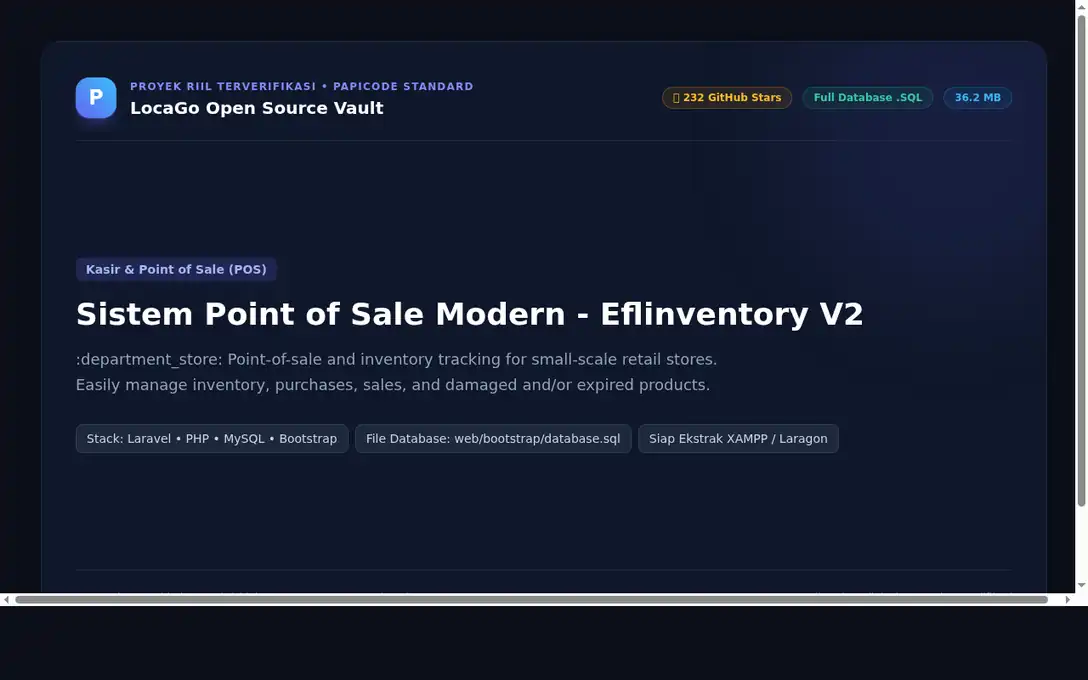 P
PROYEK RIIL TERVERIFIKASI • PAPICODE STANDARD
LocaGo Open Source Vault
232 GitHub Stars
Full Database .SQL
36.2 MB
Kasir & Point of Sale (POS)
Sistem Point of Sale Modern - Eflinventory V2
:department_store: Point-of-sale and inventory tracking for small-scale retail stores.
Easily manage inventory, purchases, sales, and damaged and/or expired products.
Stack: Laravel • PHP • MySQL • Bootstrap
File Database: web/bootstrap/database.sql
Siap Ekstrak XAMPP / Laragon